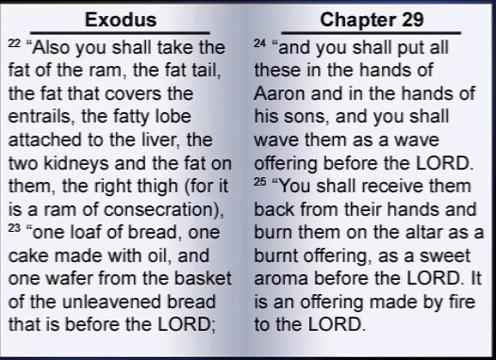 Exodus
22 “Also you shall take the
fat of the ram, the fat tail,
the fat that covers the
entrails, the fatty lobe
attached to the liver, the
two kidneys and the fat on
them, the right thigh (for it
is a ram of consecration),
23 “one loaf of bread, one
cake made with oil, and
one wafer from the basket
of the unleavened bread
that is before the LORD;
Chapter 29
24 “and you shall put all
these in the hands of
Aaron and in the hands of
his sons, and you shall
wave them as a wave
offering before the LORD.
25 “You shall receive them
back from their hands and
burn them on the altar as a
burnt offering, as a sweet
aroma before the LORD. It
is an offering made by fire
to the LORD.